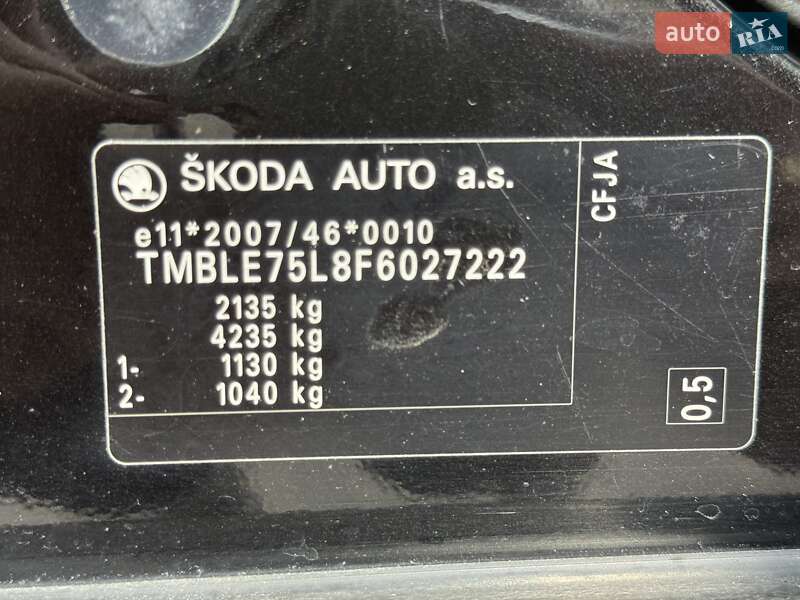 auto RIA.com
ŠKODA AUTO a.s.
e11*2007/46*0010
TMBLE75L8F6027222
2135 kg
4235 kg
1- 1130 kg
2- 1040 kg
CFJA
0,5